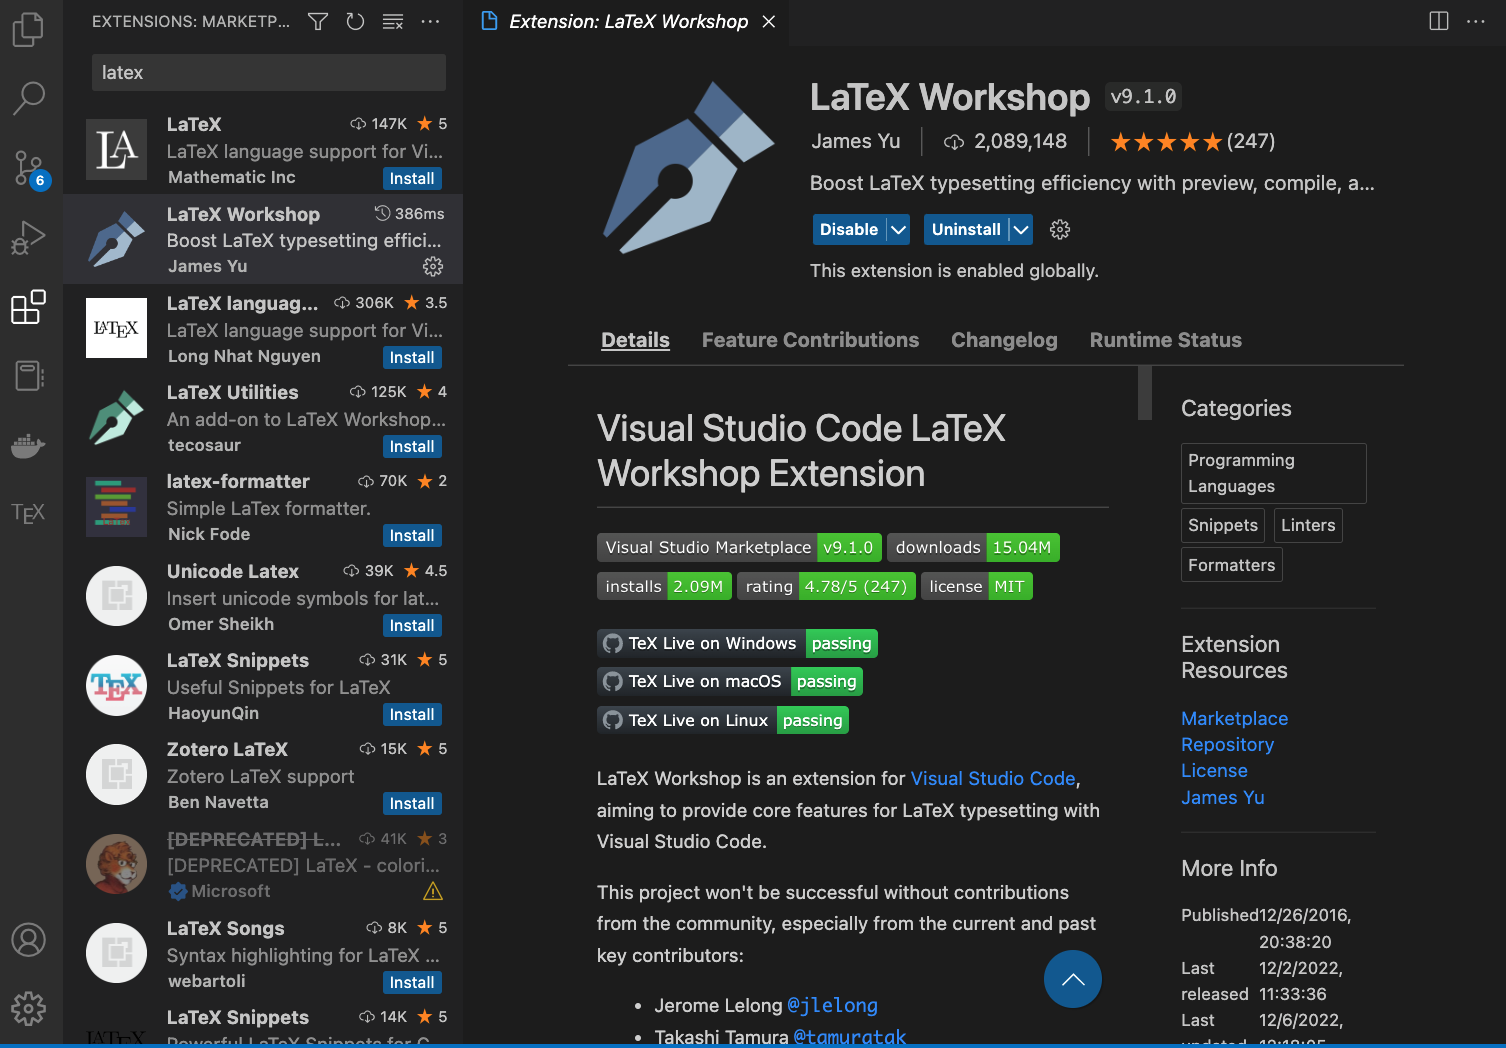 EXTENSIONS: MARKETP...
latex
LaTeX 147K 5
LaTeX language support for Vi...
Mathematic Inc Install
LaTeX Workshop 386ms
Boost LaTeX typesetting effici...
James Yu
LaTeX languag... 306K 3.5
LaTeX language support for Vi...
Long Nhat Nguyen Install
LaTeX Utilities 125K 4
An add-on to LaTeX Workshop...
tecosaur Install
latex-formatter 70K 2
Simple LaTex formatter.
Nick Fode Install
Unicode Latex 39K 4.5
Insert unicode symbols for lat...
Omer Sheikh Install
LaTeX Snippets 31K 5
Useful Snippets for LaTeX
HaoyunQin Install
Zotero LaTeX 15K 5
Zotero LaTeX support
Ben Navetta Install
[DEPRECATED] L... 41K 3
[DEPRECATED] LaTeX - colori...
Microsoft
LaTeX Songs 8K 5
Syntax highlighting for LaTeX ...
webartoli Install
LaTeX Snippets 14K 5
Powerful LaTeX Snippets for C
6
TEX
LA
LATEX
TEX
LATEX
Extension: LaTeX Workshop
LaTeX Workshop v9.1.0
James Yu 2,089,148 (247)
Boost LaTeX typesetting efficiency with preview, compile, a...
Disable Uninstall
This extension is enabled globally.
Details Feature Contributions Changelog Runtime Status
Visual Studio Code LaTeX
Workshop Extension
Visual Studio Marketplace v9.1.0 downloads 15.04M
installs 2.09M rating 4.78/5 (247) license MIT
TeX Live on Windows passing
TeX Live on macOS passing
TeX Live on Linux passing
LaTeX Workshop is an extension for Visual Studio Code,
aiming to provide core features for LaTeX typesetting with
Visual Studio Code.
This project won't be successful without contributions
from the community, especially from the current and past
key contributors:
• Jerome Lelong @jlelong
• Takashi Tamura @tamuratak
Categories
Programming
Languages
Snippets Linters
Formatters
Extension
Resources
Marketplace
Repository
License
James Yu
More Info
Published 12/26/2016,
20:38:20
Last 12/2/2022,
released 11:33:36
Last 12/6/2022,
updated 12:18:05